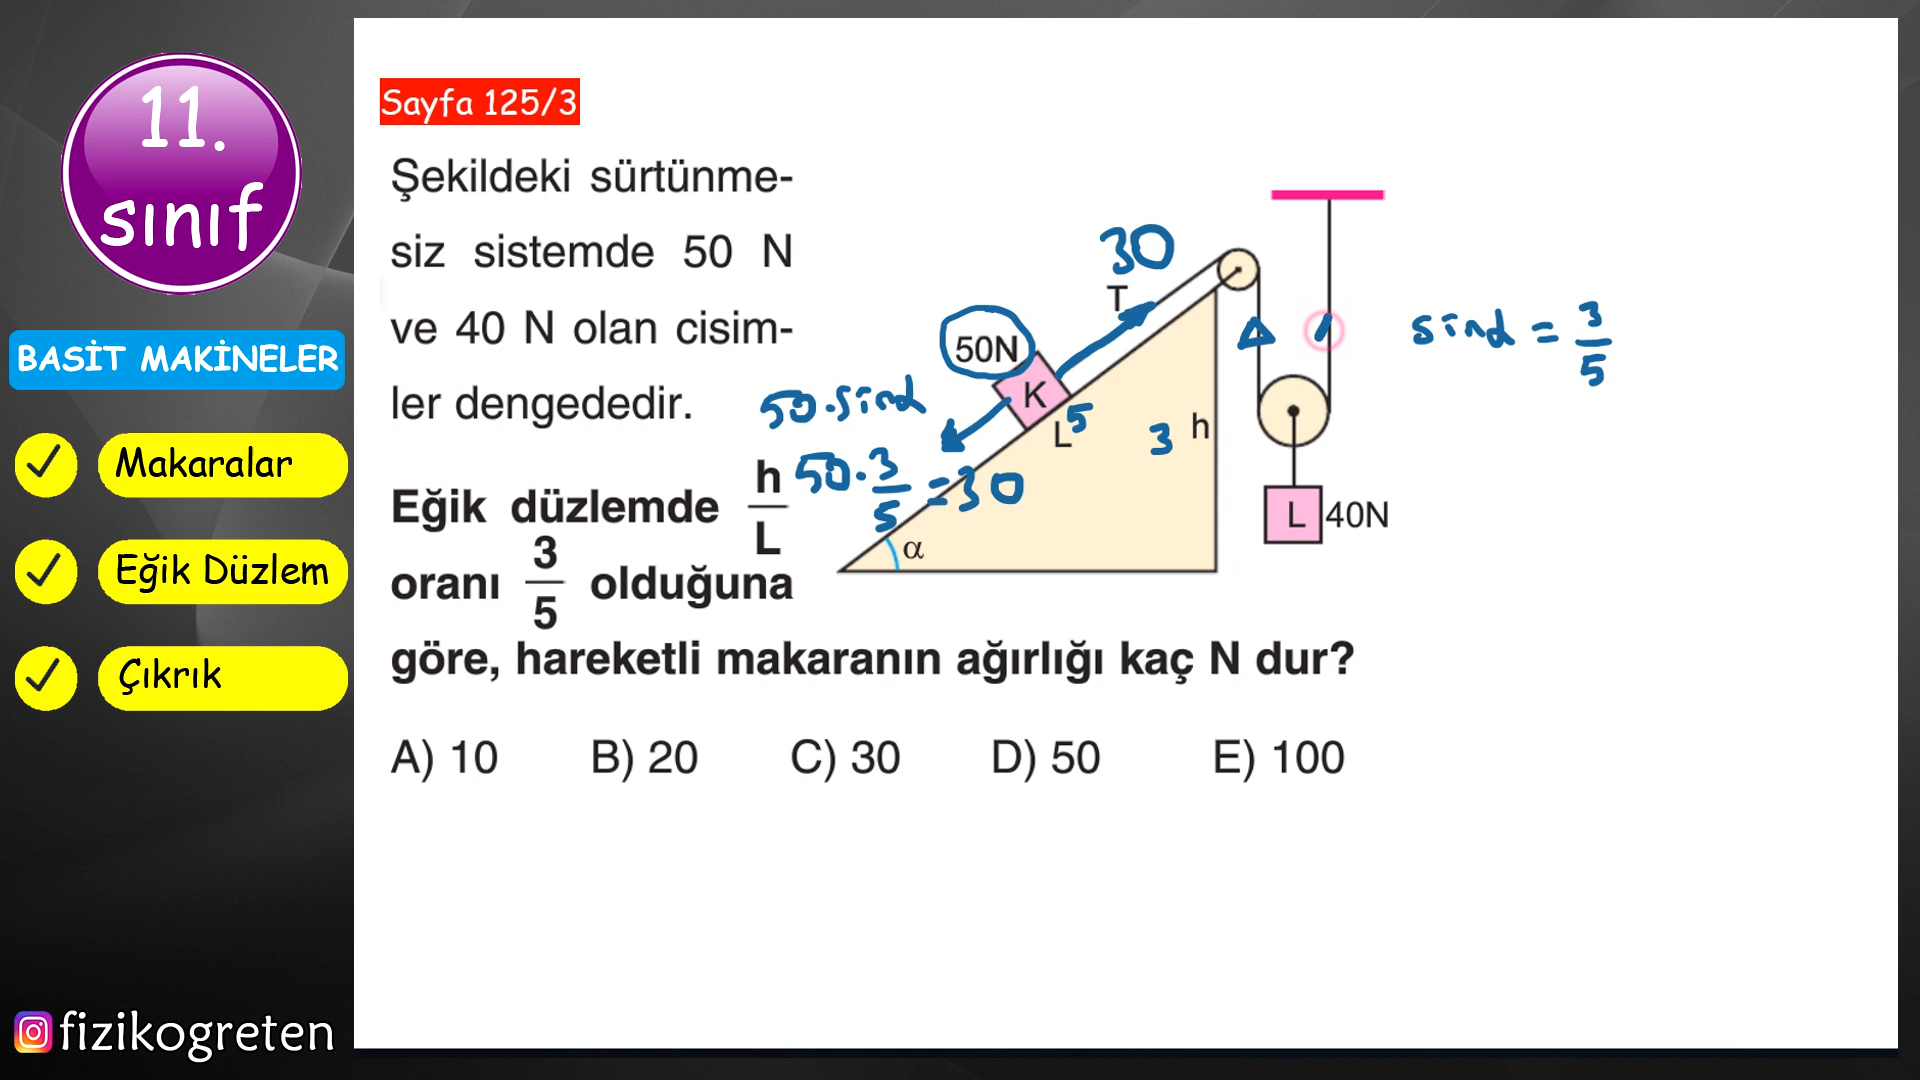 11.
sınıf
BASİT MAKİNELER
Makaralar
Eğik Düzlem
Çıkrık
fizikogreten
Sayfa 125/3
Şekildeki sürtünme-
siz sistemde 50 N
ve 40 N olan cisim-
ler dengededir.
Eğik düzlemde h/L
oranı 3/5 olduğuna
göre, hareketli makaranın ağırlığı kaç N dur?
A) 10 B) 20 C) 30 D) 50 E) 100
30
T
50N
K
L
5
3
h
α
L 40N
50.sinα
50.3/5=30
sinα = 3/5